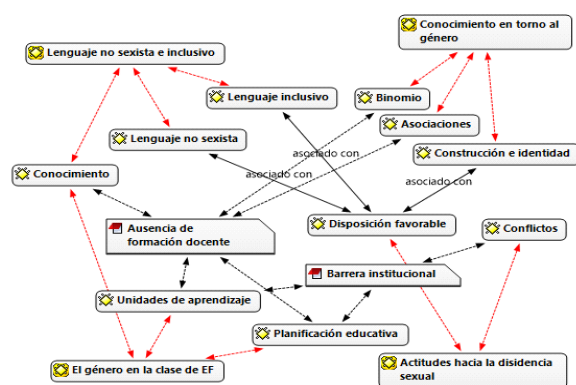 Conocimiento en torno al
género
Lenguaje no sexista e inclusivo
Lenguaje inclusivo
Binomio
Asociaciones
Lenguaje no sexista
asociado con
Construcción e identidad
Conocimiento
asociado con
asociado con
Ausencia de
formación docente
Disposición favorable
Conflictos
Barrera institucional
Unidades de aprendizaje
Planificación educativa
El género en la clase de EF
Actitudes hacia la disidencia
sexual